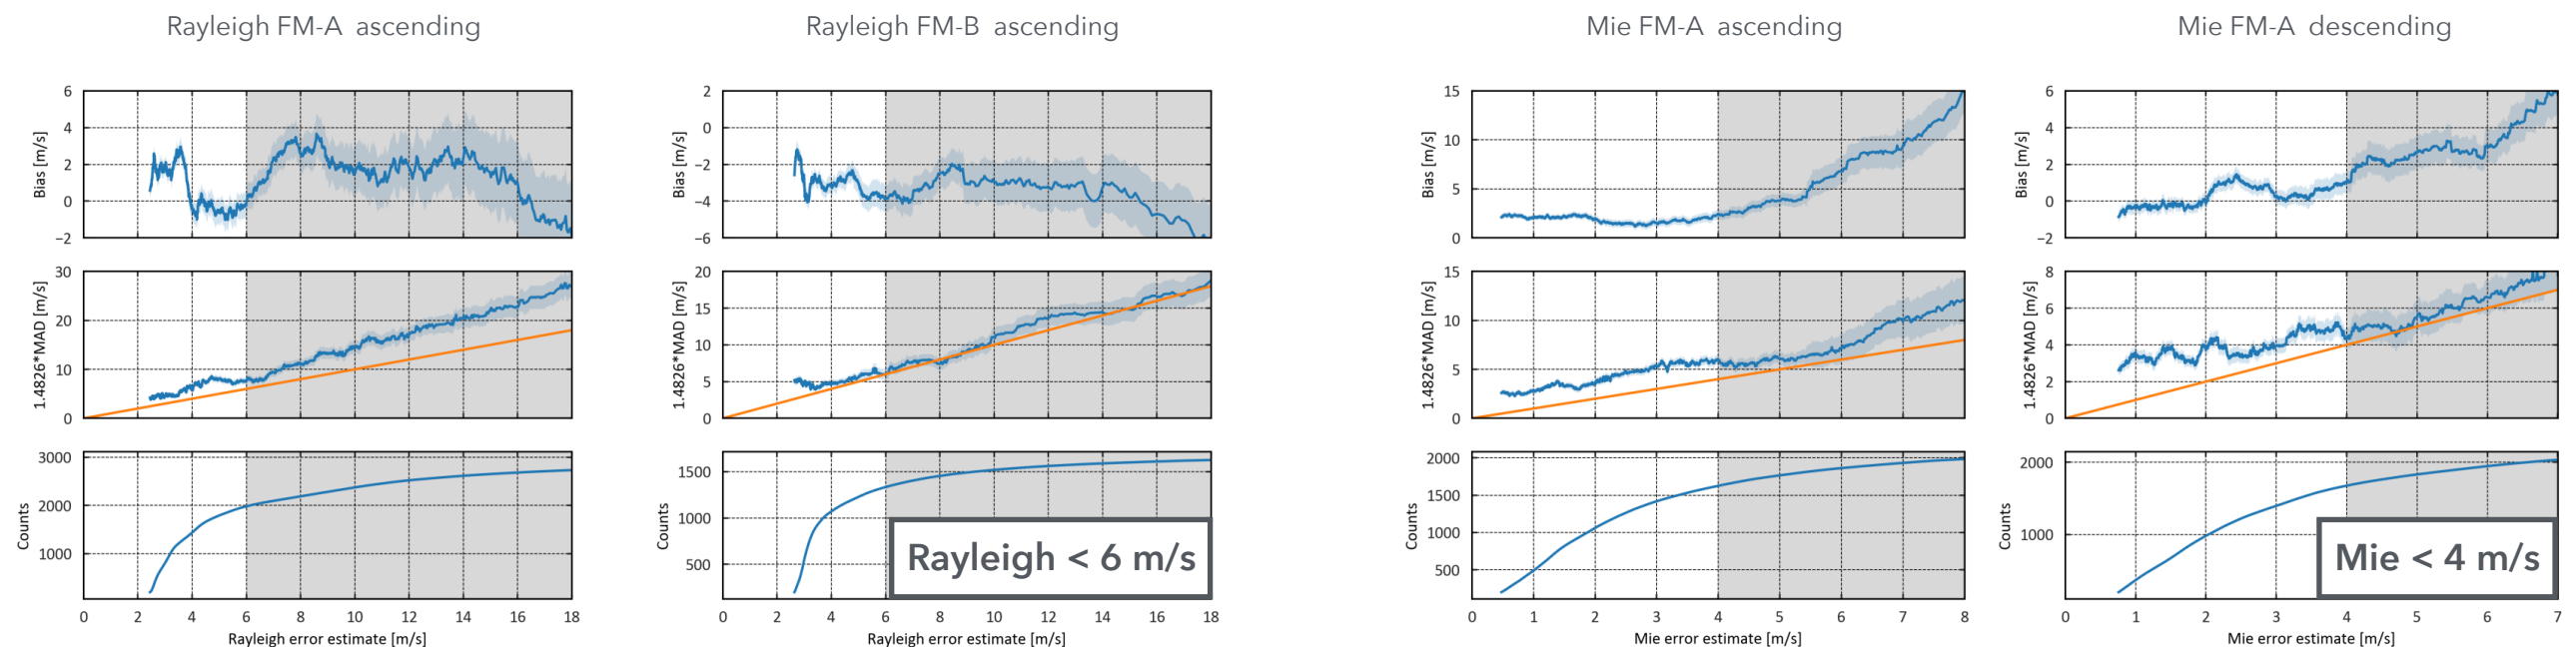 Rayleigh FM-A ascending
Rayleigh FM-B ascending
Mie FM-A ascending
Mie FM-A descending
Bias [m/s]
6
4
2
0
−2
Bias [m/s]
2
0
−2
−4
−6
Bias [m/s]
15
10
5
0
Bias [m/s]
6
4
2
0
−2
1.4826*MAD [m/s]
30
20
10
0
1.4826*MAD [m/s]
20
15
10
5
0
1.4826*MAD [m/s]
15
10
5
0
1.4826*MAD [m/s]
8
6
4
2
0
Counts
3000
2000
1000
0 2 4 6 8 10 12 14 16 18
Rayleigh error estimate [m/s]
Counts
1500
1000
500
Rayleigh < 6 m/s
0 2 4 6 8 10 12 14 16 18
Rayleigh error estimate [m/s]
Counts
2000
1500
1000
500
0 1 2 3 4 5 6 7 8
Mie error estimate [m/s]
Counts
2000
1000
Mie < 4 m/s
0 1 2 3 4 5 6 7
Mie error estimate [m/s]